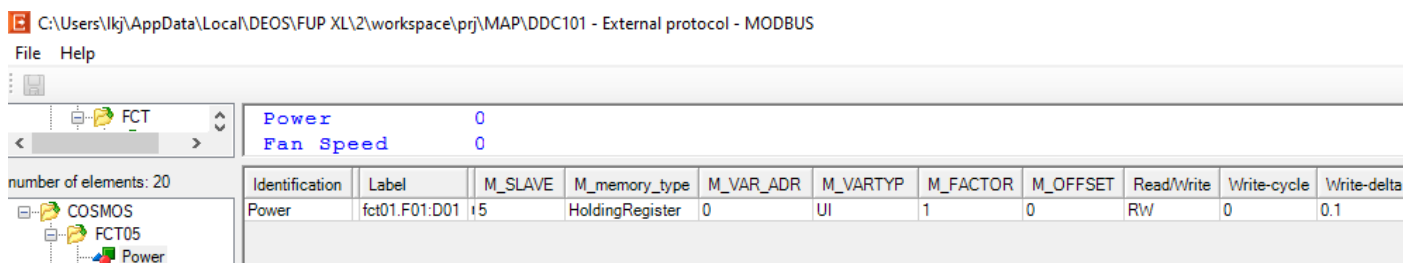 C:\Users\lkj\AppData\Local\DEOS\FUP XL\2\workspace\prj\MAP\DDC101 - External protocol - MODBUS
File Help
FCT
Power 0
Fan Speed 0
number of elements: 20
Identification Label M_SLAVE M_memory_type M_VAR_ADR M_VARTYP M_FACTOR M_OFFSET Read/Write Write-cycle Write-delta
Power fct01.F01:D01 5 HoldingRegister 0 UI 1 0 RW 0 0.1
COSMOS
FCT05
Power